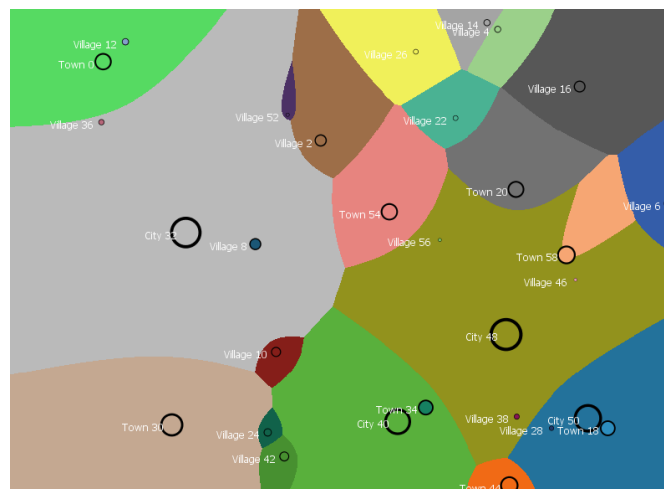 Village 14
Village 4
Village 12
Village 26
Town 0
Village 16
Village 52
Village 36
Village 22
Village 2
Town 20
Village 6
Town 54
City 32
Village 8
Village 56
Town 58
Village 46
City 48
Village 10
Town 34
Village 38
City 50
City 40
Town 30
Village 28
Town 18
Village 24
Village 42
Town 44